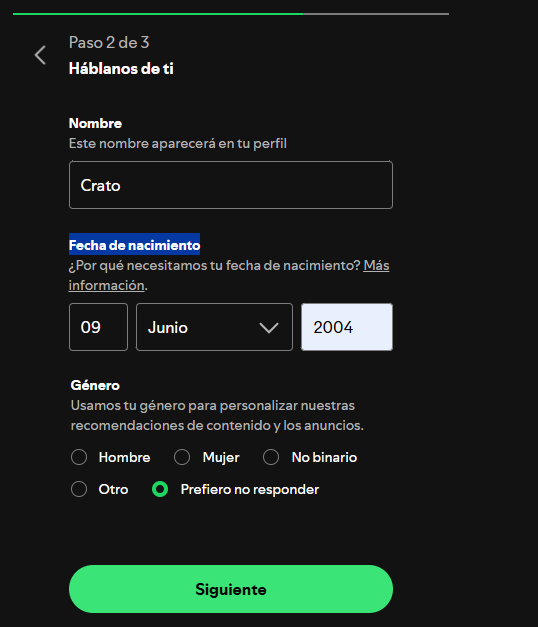 Paso 2 de 3
Háblanos de ti
Nombre
Este nombre aparecerá en tu perfil
Crato
Fecha de nacimiento
¿Por qué necesitamos tu fecha de nacimiento? Más
información.
09 Junio 2004
Género
Usamos tu género para personalizar nuestras
recomendaciones de contenido y los anuncios.
Hombre Mujer No binario
Otro Prefiero no responder
Siguiente